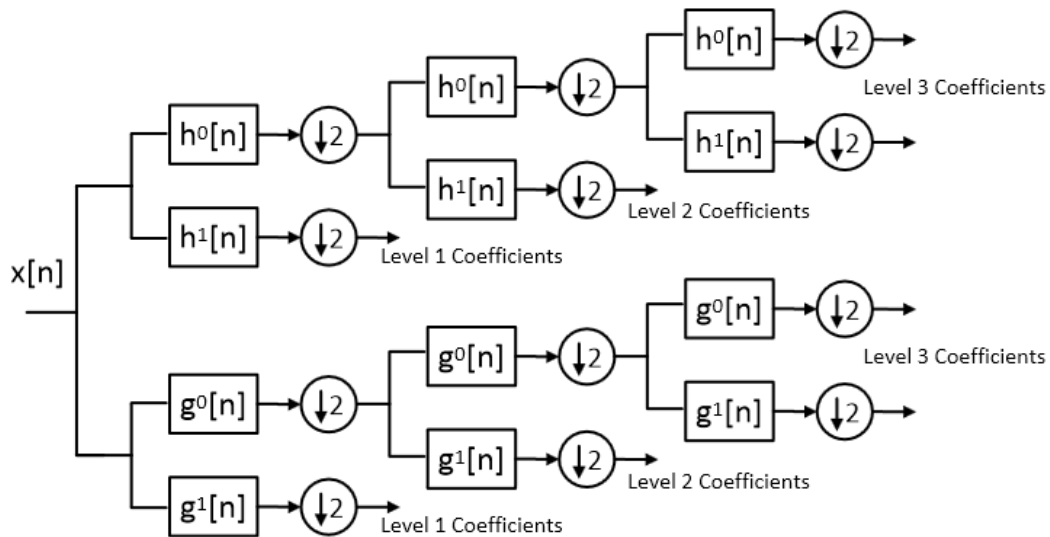 h⁰[n] ↓2
Level 3 Coefficients
h⁰[n] ↓2
h¹[n] ↓2
h⁰[n] ↓2
h¹[n] ↓2
Level 2 Coefficients
h¹[n] ↓2
Level 1 Coefficients
x[n]
g⁰[n] ↓2
Level 3 Coefficients
g⁰[n] ↓2
g¹[n] ↓2
g⁰[n] ↓2
g¹[n] ↓2
Level 2 Coefficients
g¹[n] ↓2
Level 1 Coefficients